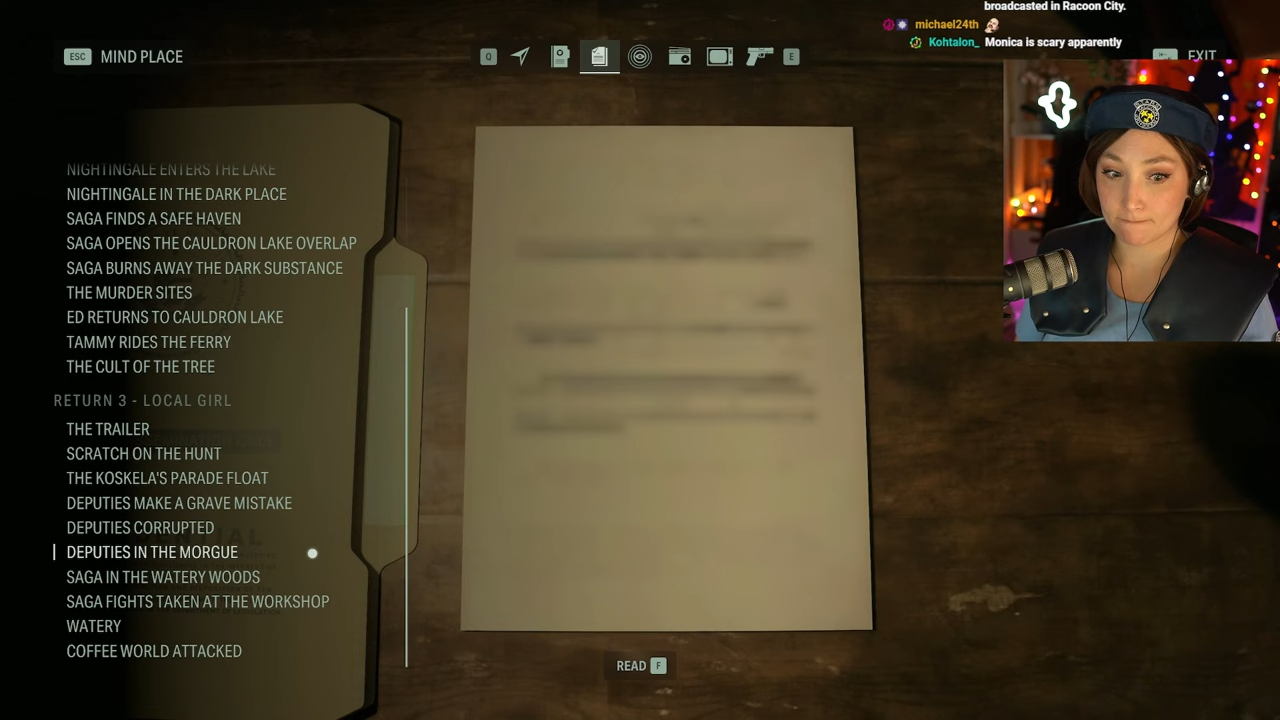 broadcasted in Racoon City.
michael24th
Kohtalon_ Monica is scary apparently
ESC MIND PLACE
Q
E
EXIT
NIGHTINGALE ENTERS THE LAKE
NIGHTINGALE IN THE DARK PLACE
SAGA FINDS A SAFE HAVEN
SAGA OPENS THE CAULDRON LAKE OVERLAP
SAGA BURNS AWAY THE DARK SUBSTANCE
THE MURDER SITES
ED RETURNS TO CAULDRON LAKE
TAMMY RIDES THE FERRY
THE CULT OF THE TREE
RETURN 3 - LOCAL GIRL
THE TRAILER
SCRATCH ON THE HUNT
THE KOSKELA'S PARADE FLOAT
DEPUTIES MAKE A GRAVE MISTAKE
DEPUTIES CORRUPTED
DEPUTIES IN THE MORGUE
SAGA IN THE WATERY WOODS
SAGA FIGHTS TAKEN AT THE WORKSHOP
WATERY
COFFEE WORLD ATTACKED
READ F